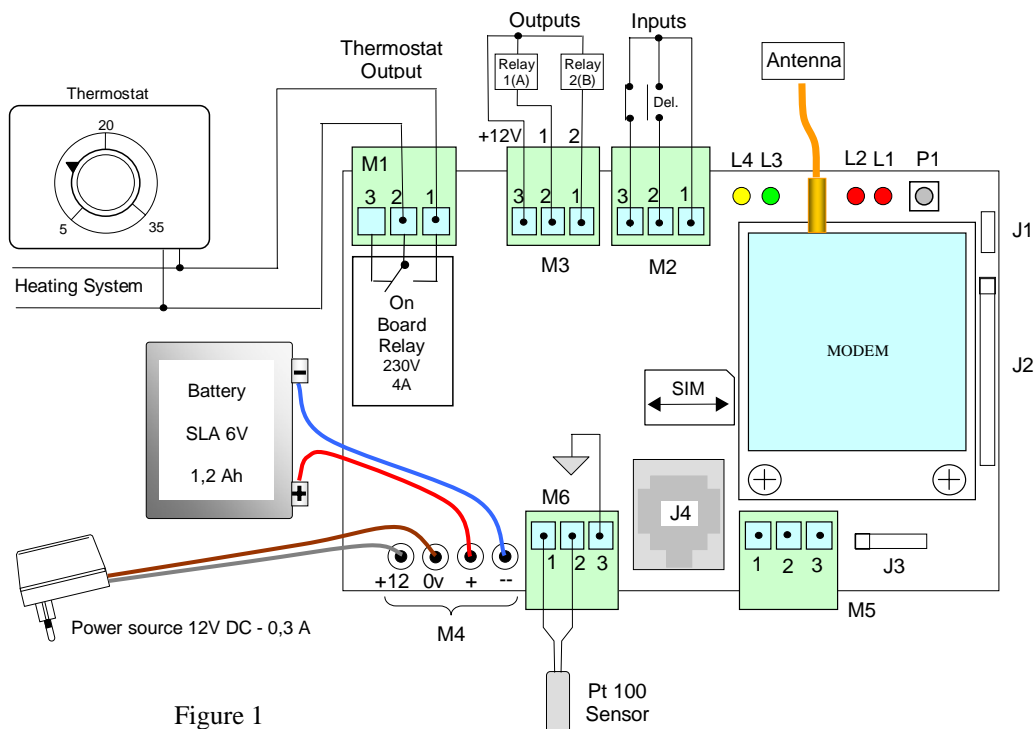 Outputs
Inputs
Thermostat
Output
Relay
1(A)
Relay
2(B)
Del.
Antenna
Thermostat
20
5
35
+12V
1
2
M1
3
2
1
3
2
1
3
2
1
M3
M2
L4
L3
L2
L1
P1
J1
J2
Heating System
On
Board
Relay
230V
4A
MODEM
SIM
–
Battery
SLA 6V
1,2 Ah
+
M6
J4
1
2
3
1
2
3
J3
M5
+12
0v
+
--
M4
Power source 12V DC - 0,3 A
Pt 100
Sensor
Figure 1